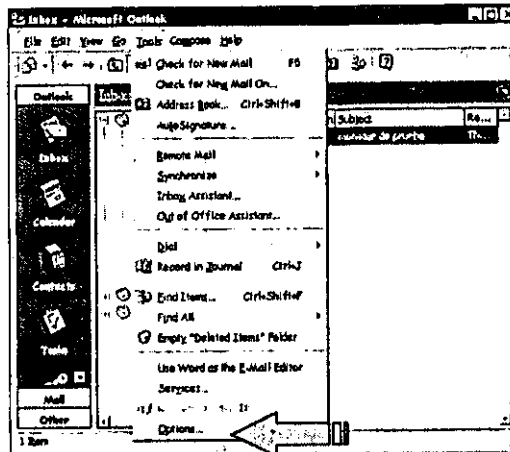 Inbox - Microsoft Outlook
File Edit View Go Tools Compose Help
Check for New Mail F5
Check for New Mail On...
Outlook
Inbox
Address Book... Ctrl+Shift+B
Subject
Re...
AutoSignature...
Th...
Inbox
Remote Mail
Synchronize
Inbox Assistant...
Out of Office Assistant...
Calendar
Dial
Record in Journal Ctrl+J
Contacts
Find Items... Ctrl+Shift+F
Find All
Empty "Deleted Items" Folder
Tasks
Use Word as the E-Mail Editor
Services...
Mail
Other
Options...
1 Item